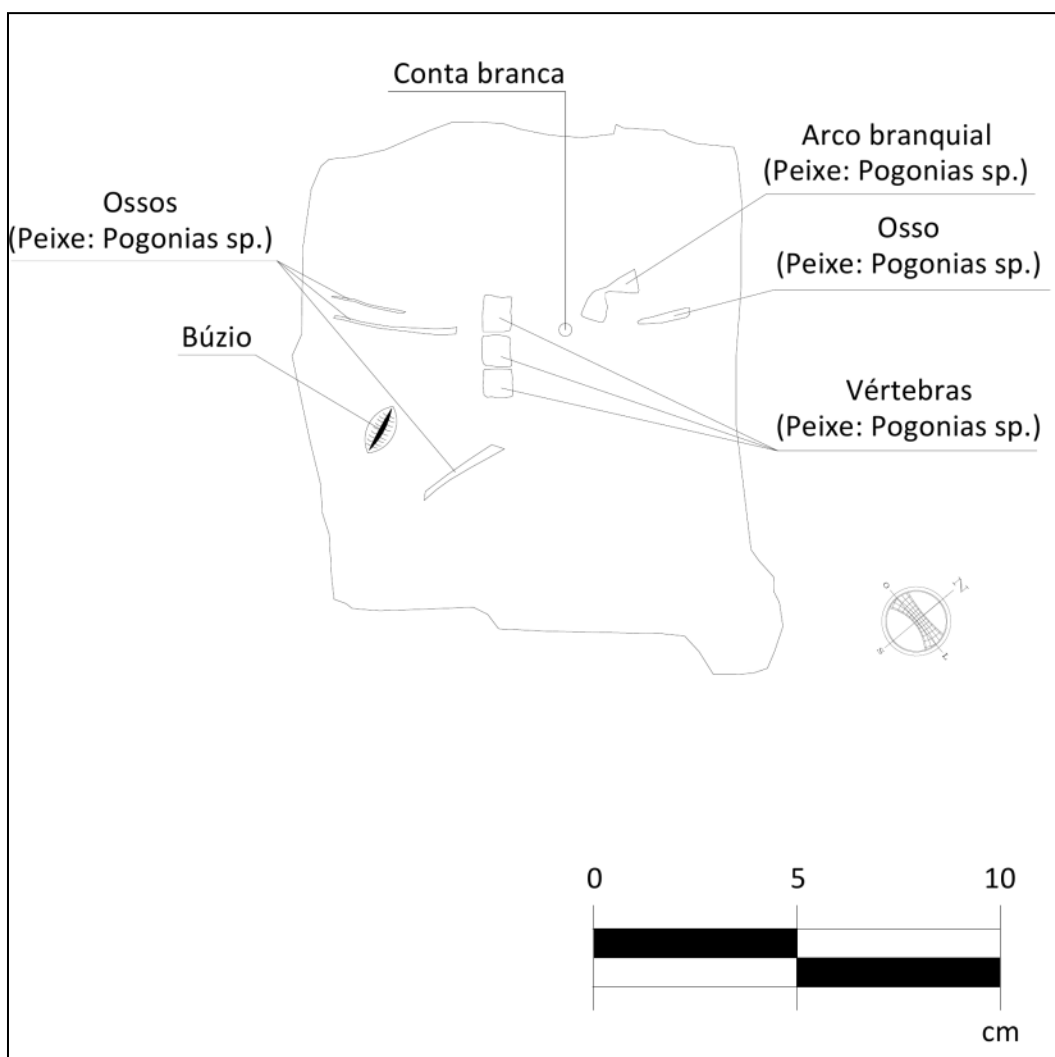 Conta branca
Arco branquial
(Peixe: Pogonias sp.)
Ossos
(Peixe: Pogonias sp.)
Osso
(Peixe: Pogonias sp.)
Búzio
Vértebras
(Peixe: Pogonias sp.)
O
N
S
L
0 5 10
cm